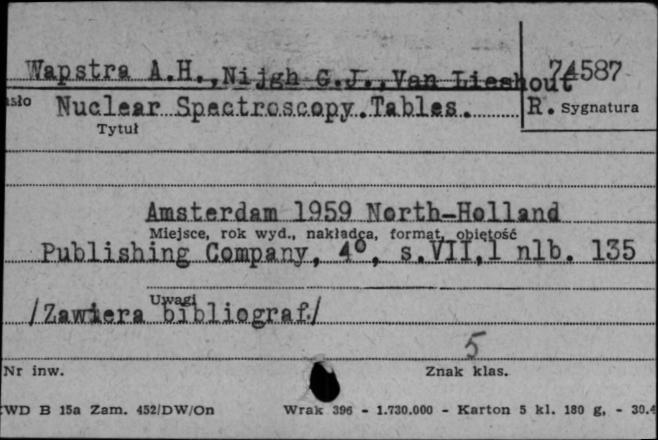 Wapstra A.H., Nijgh G.J., Van Lieshout 74587
R. Sygnatura
Nuclear Spectroscopy.Tables.
Tytuł
Amsterdam 1959 North-Holland
Miejsce, rok wyd., nakładca, format, objętość
Publishing Company, 4°, s.VII,1 nlb. 135
Uwagi
/Zawiera bibliograf./
5
Nr inw. Znak klas.
WD B 15a Zam. 452/DW/On Wrak 396 - 1.730.000 - Karton 5 kl. 180 g, - 30.4